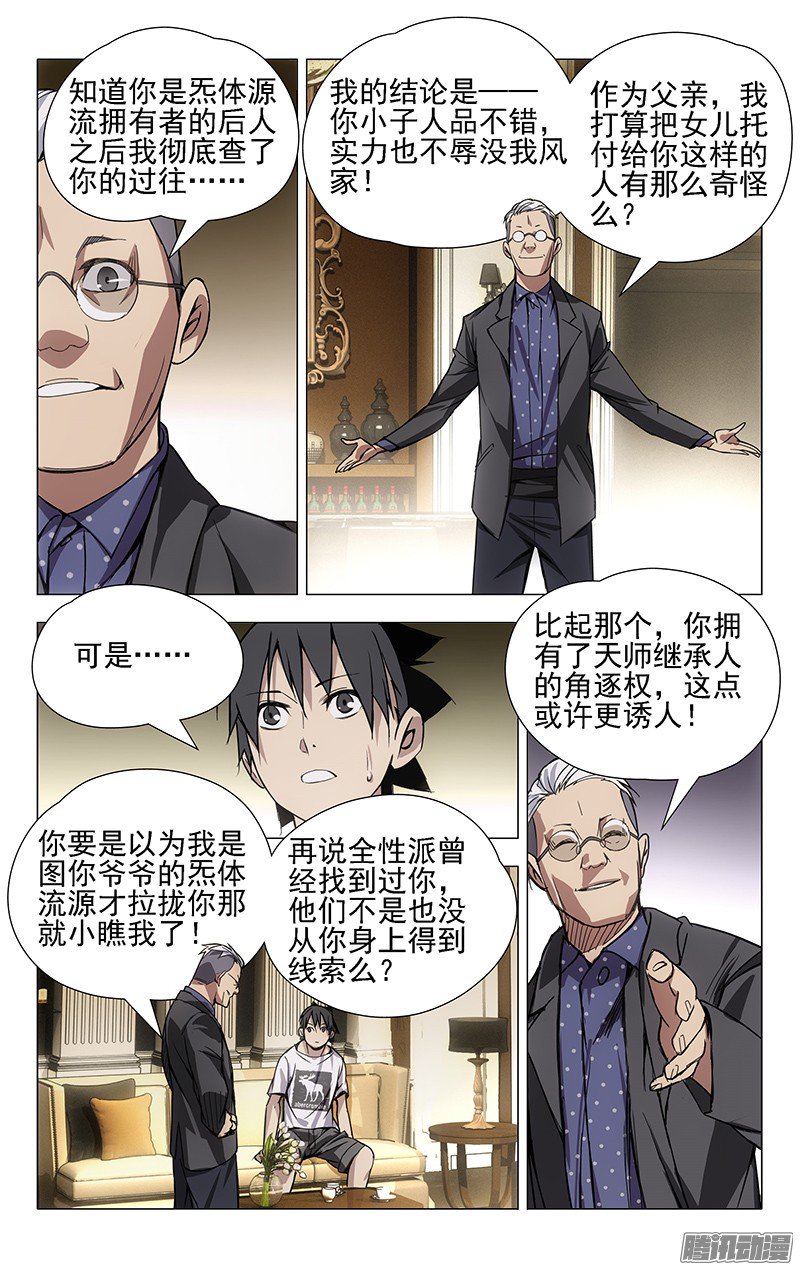 知道你是炁体源
流拥有者的后人
之后我彻底查了
你的过往……
我的结论是——
你小子人品不错，
实力也不辱没我风
家！
作为父亲，我
打算把女儿托
付给你这样的
人有那么奇怪
么？
可是……
比起那个，你拥
有了天师继承人
的角逐权，这点
或许更诱人！
你要是以为我是
图你爷爷的炁体
流源才拉拢你那
就小瞧我了！
再说全性派曾
经找到过你，
他们不是也没
从你身上得到
线索么？
腾讯动漫